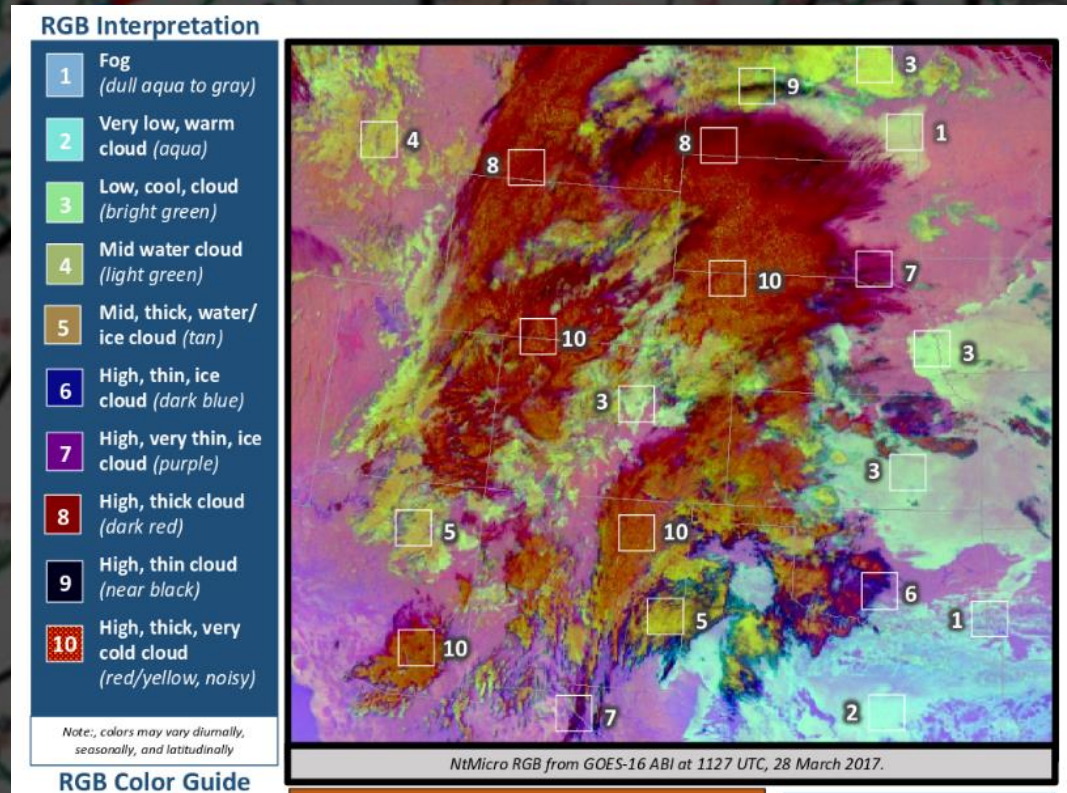 RGB Interpretation
1
Fog
(dull aqua to gray)
2
Very low, warm
cloud (aqua)
3
Low, cool, cloud
(bright green)
4
Mid water cloud
(light green)
5
Mid, thick, water/
ice cloud (tan)
6
High, thin, ice
cloud (dark blue)
7
High, very thin, ice
cloud (purple)
8
High, thick cloud
(dark red)
9
High, thin cloud
(near black)
10
High, thick, very
cold cloud
(red/yellow, noisy)
Note:, colors may vary diurnally,
seasonally, and latitudinally
RGB Color Guide
3
9
4
8
8
1
7
10
10
3
3
3
5
10
6
5
1
10
7
2
NtMicro RGB from GOES-16 ABI at 1127 UTC, 28 March 2017.